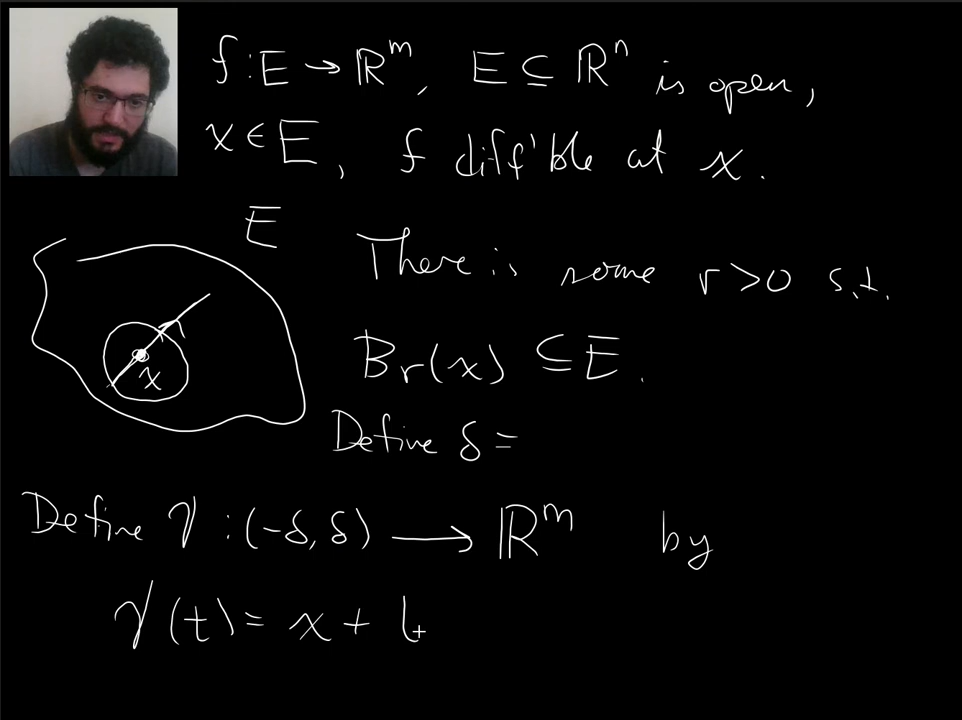 f : E → ℝᵐ, E ⊆ ℝⁿ is open,
x ∈ E, f diff'ble at x.
E
There is some r > 0 s.t.
Br(x) ⊆ E.
x
Define δ =
Define γ : (-δ, δ) ⟶ ℝᵐ by
γ(t) = x + t